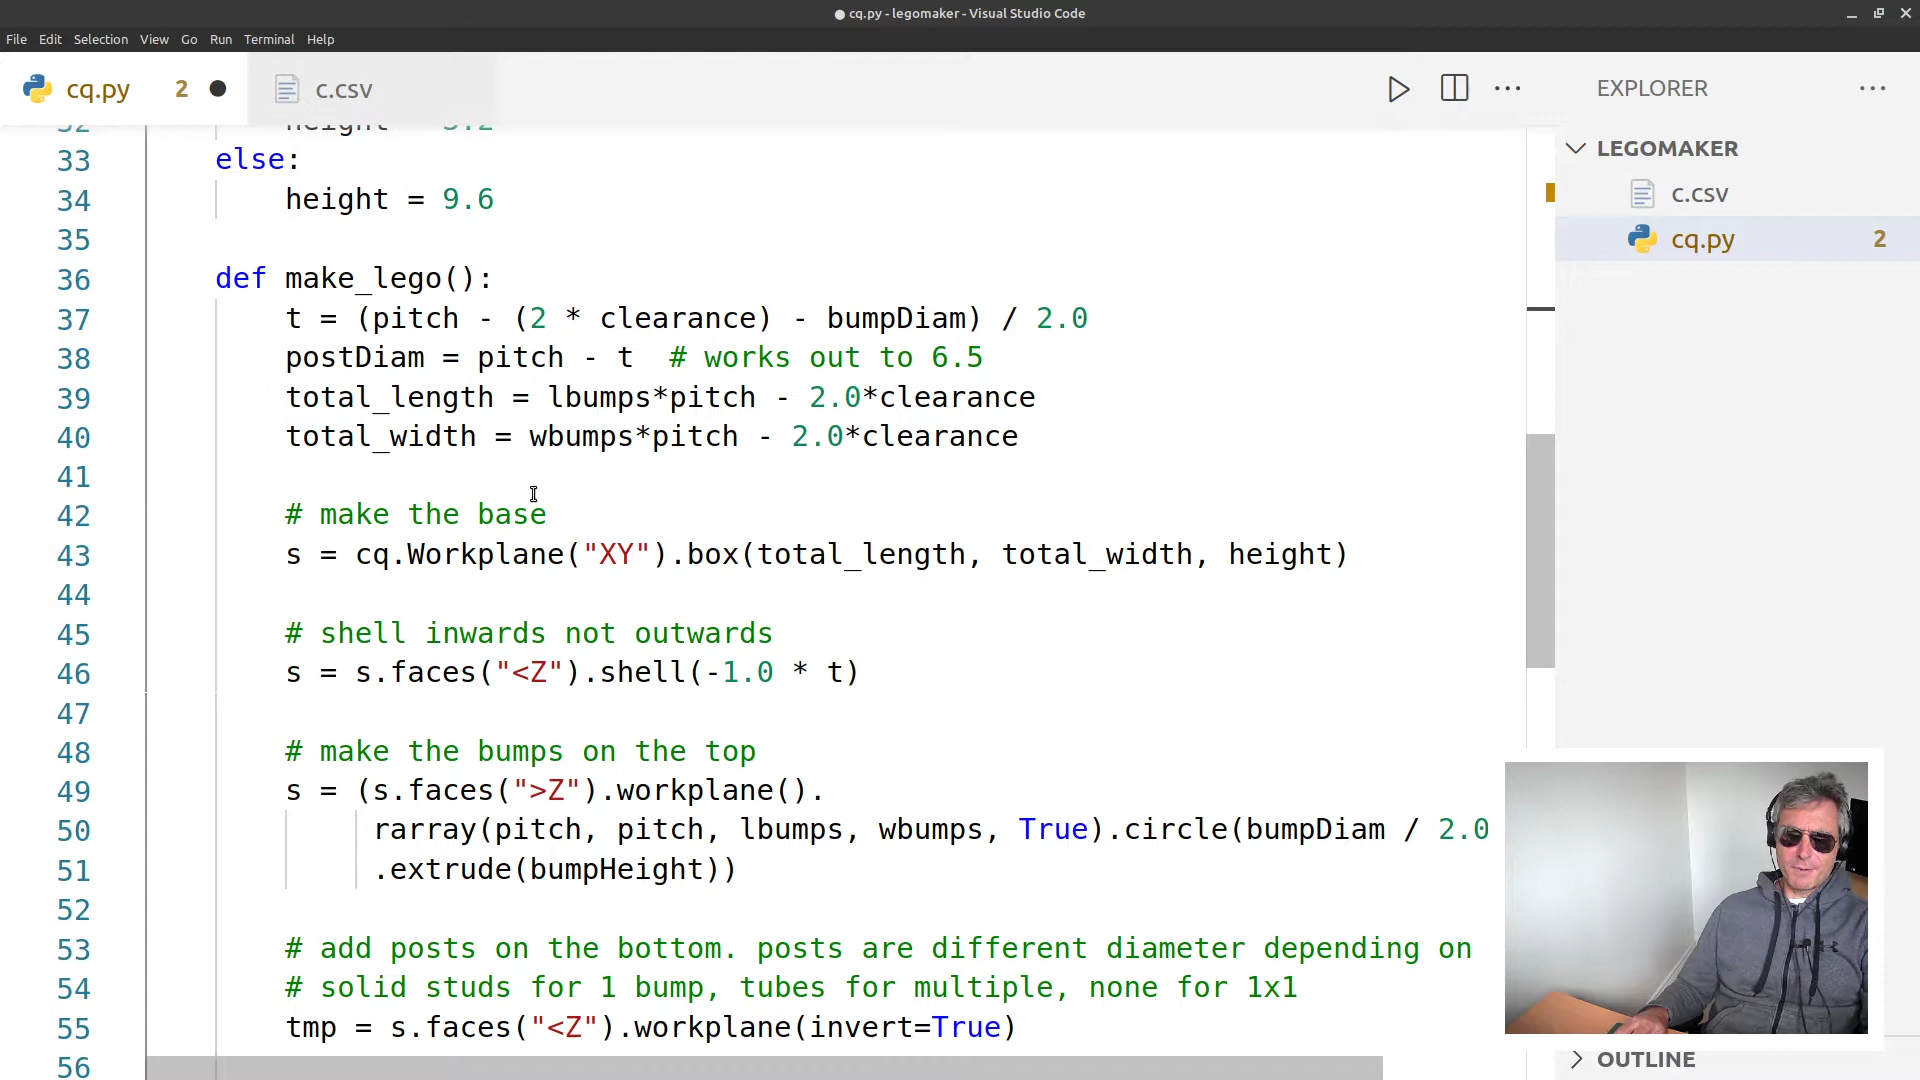 ● cq.py - legomaker - Visual Studio Code
File Edit Selection View Go Run Terminal Help
cq.py 2 ●
c.csv
EXPLORER
LEGOMAKER
c.csv
cq.py 2
OUTLINE
32 height = 3.2
33 else:
34 height = 9.6
35
36 def make_lego():
37 t = (pitch - (2 * clearance) - bumpDiam) / 2.0
38 postDiam = pitch - t  # works out to 6.5
39 total_length = lbumps*pitch - 2.0*clearance
40 total_width = wbumps*pitch - 2.0*clearance
41
42 # make the base
43 s = cq.Workplane("XY").box(total_length, total_width, height)
44
45 # shell inwards not outwards
46 s = s.faces("<Z").shell(-1.0 * t)
47
48 # make the bumps on the top
49 s = (s.faces(">Z").workplane().
50 rarray(pitch, pitch, lbumps, wbumps, True).circle(bumpDiam / 2.0
51 .extrude(bumpHeight))
52
53 # add posts on the bottom. posts are different diameter depending on
54 # solid studs for 1 bump, tubes for multiple, none for 1x1
55 tmp = s.faces("<Z").workplane(invert=True)
56